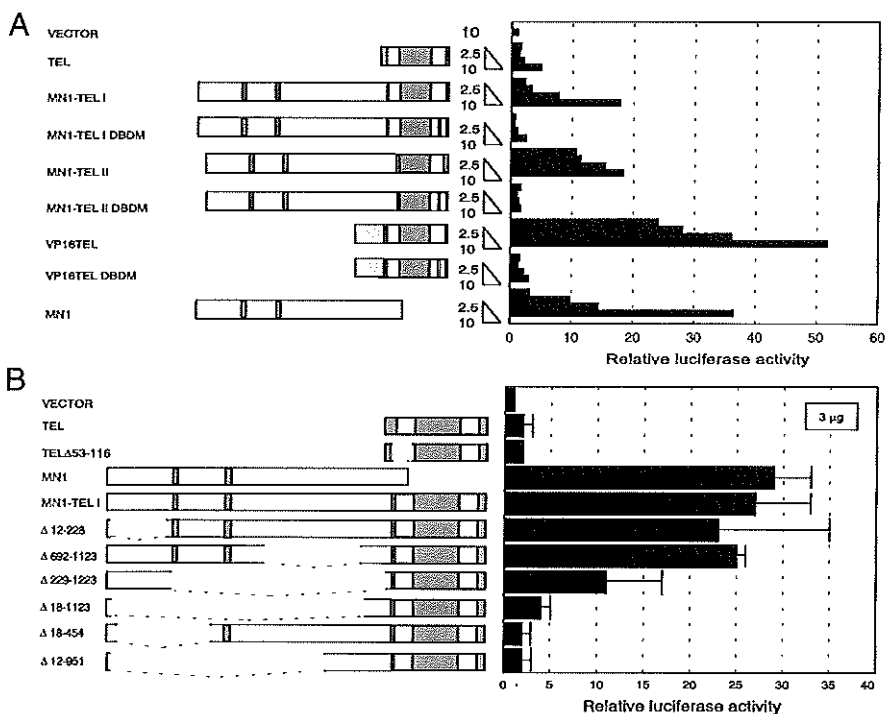 A
VECTOR 10
TEL 2.5
10
MN1-TEL I 2.5
10
MN1-TEL I DBDM 2.5
10
MN1-TEL II 2.5
10
MN1-TEL II DBDM 2.5
10
VP16TEL 2.5
10
VP16TEL DBDM 2.5
10
MN1 2.5
10
0 10 20 30 40 50 60
Relative luciferase activity
B
VECTOR
TEL
TELΔ53-116
MN1
MN1-TEL I
Δ 12-228
Δ 692-1123
Δ 229-1223
Δ 18-1123
Δ 18-454
Δ 12-951
3 μg
0 5 10 15 20 25 30 35 40
Relative luciferase activity